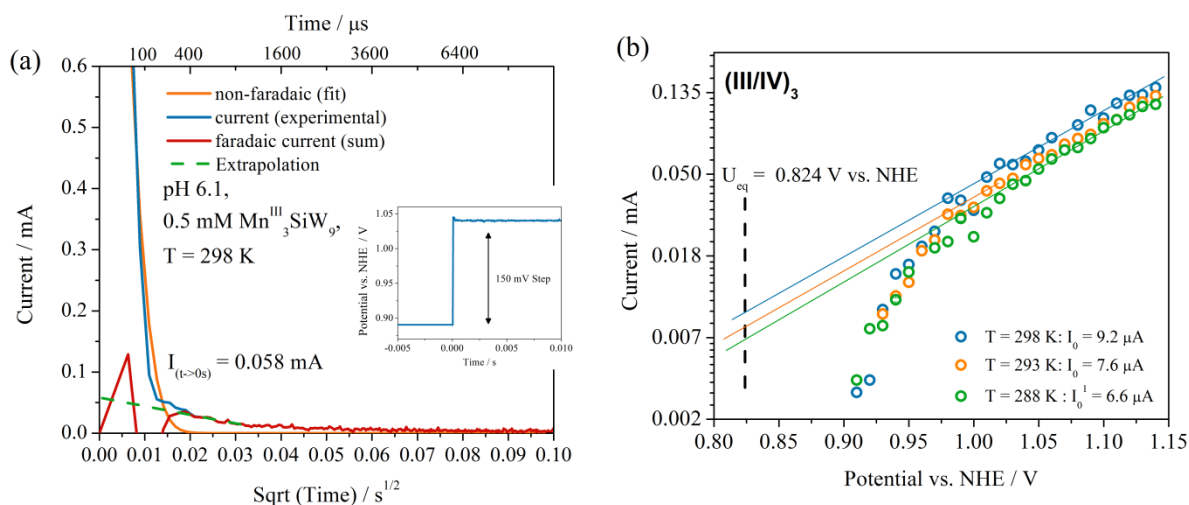 (a)
Time / μs
100 400 1600 3600 6400
0.6
0.5
0.4
0.3
0.2
0.1
0.0
Current / mA
non-faradaic (fit)
current (experimental)
faradaic current (sum)
Extrapolation
pH 6.1,
0.5 mM Mn^III_3SiW_9,
T = 298 K
I_(t->0s) = 0.058 mA
1.05
1.00
0.95
0.90
Potential vs. NHE / V
150 mV Step
-0.005 0.000 0.005 0.010
Time / s
0.00 0.01 0.02 0.03 0.04 0.05 0.06 0.07 0.08 0.09 0.10
Sqrt (Time) / s^1/2
(b)
(III/IV)_3
0.135
0.050
0.018
0.007
0.002
Current / mA
U_eq = 0.824 V vs. NHE
T = 298 K: I_0 = 9.2 μA
T = 293 K: I_0 = 7.6 μA
T = 288 K : I_0^1 = 6.6 μA
0.80 0.85 0.90 0.95 1.00 1.05 1.10 1.15
Potential vs. NHE / V